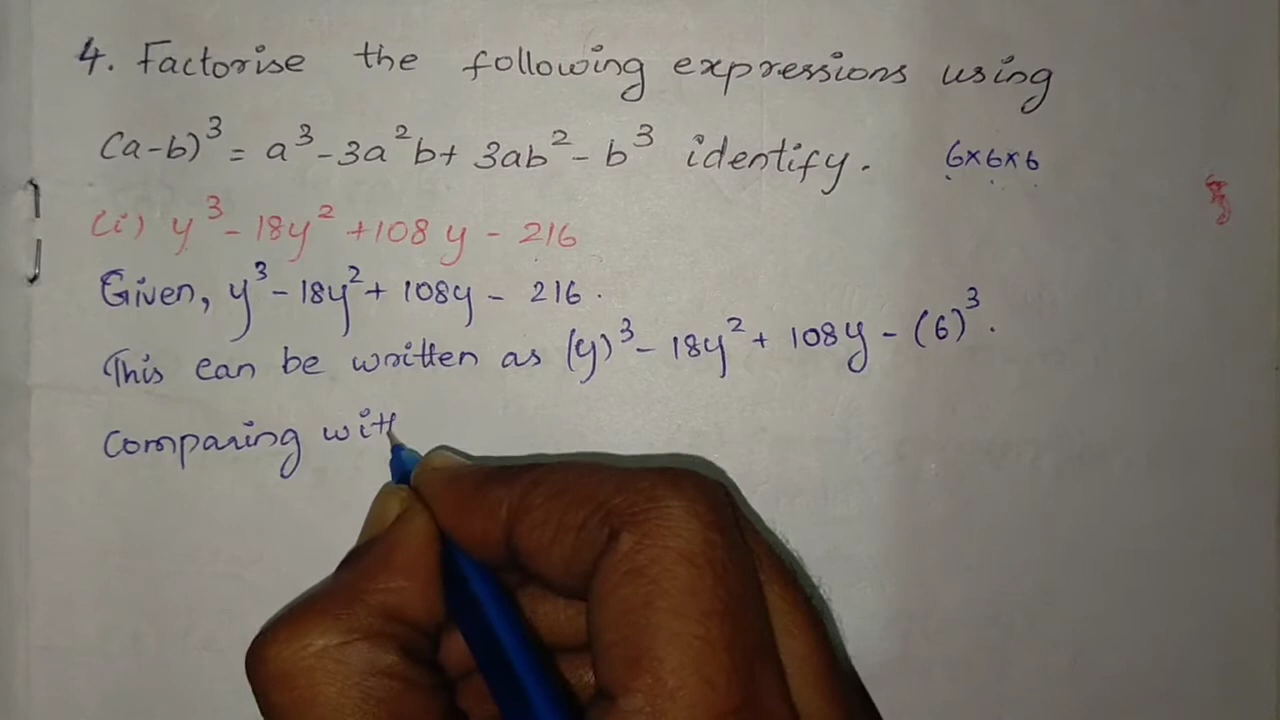 4. Factorise the following expressions using
(a-b)³ = a³ - 3a²b + 3ab² - b³ identify. 6×6×6
(i) y³ - 18y² + 108y - 216
Given, y³ - 18y² + 108y - 216.
This can be written as (y)³ - 18y² + 108y - (6)³.
Comparing with